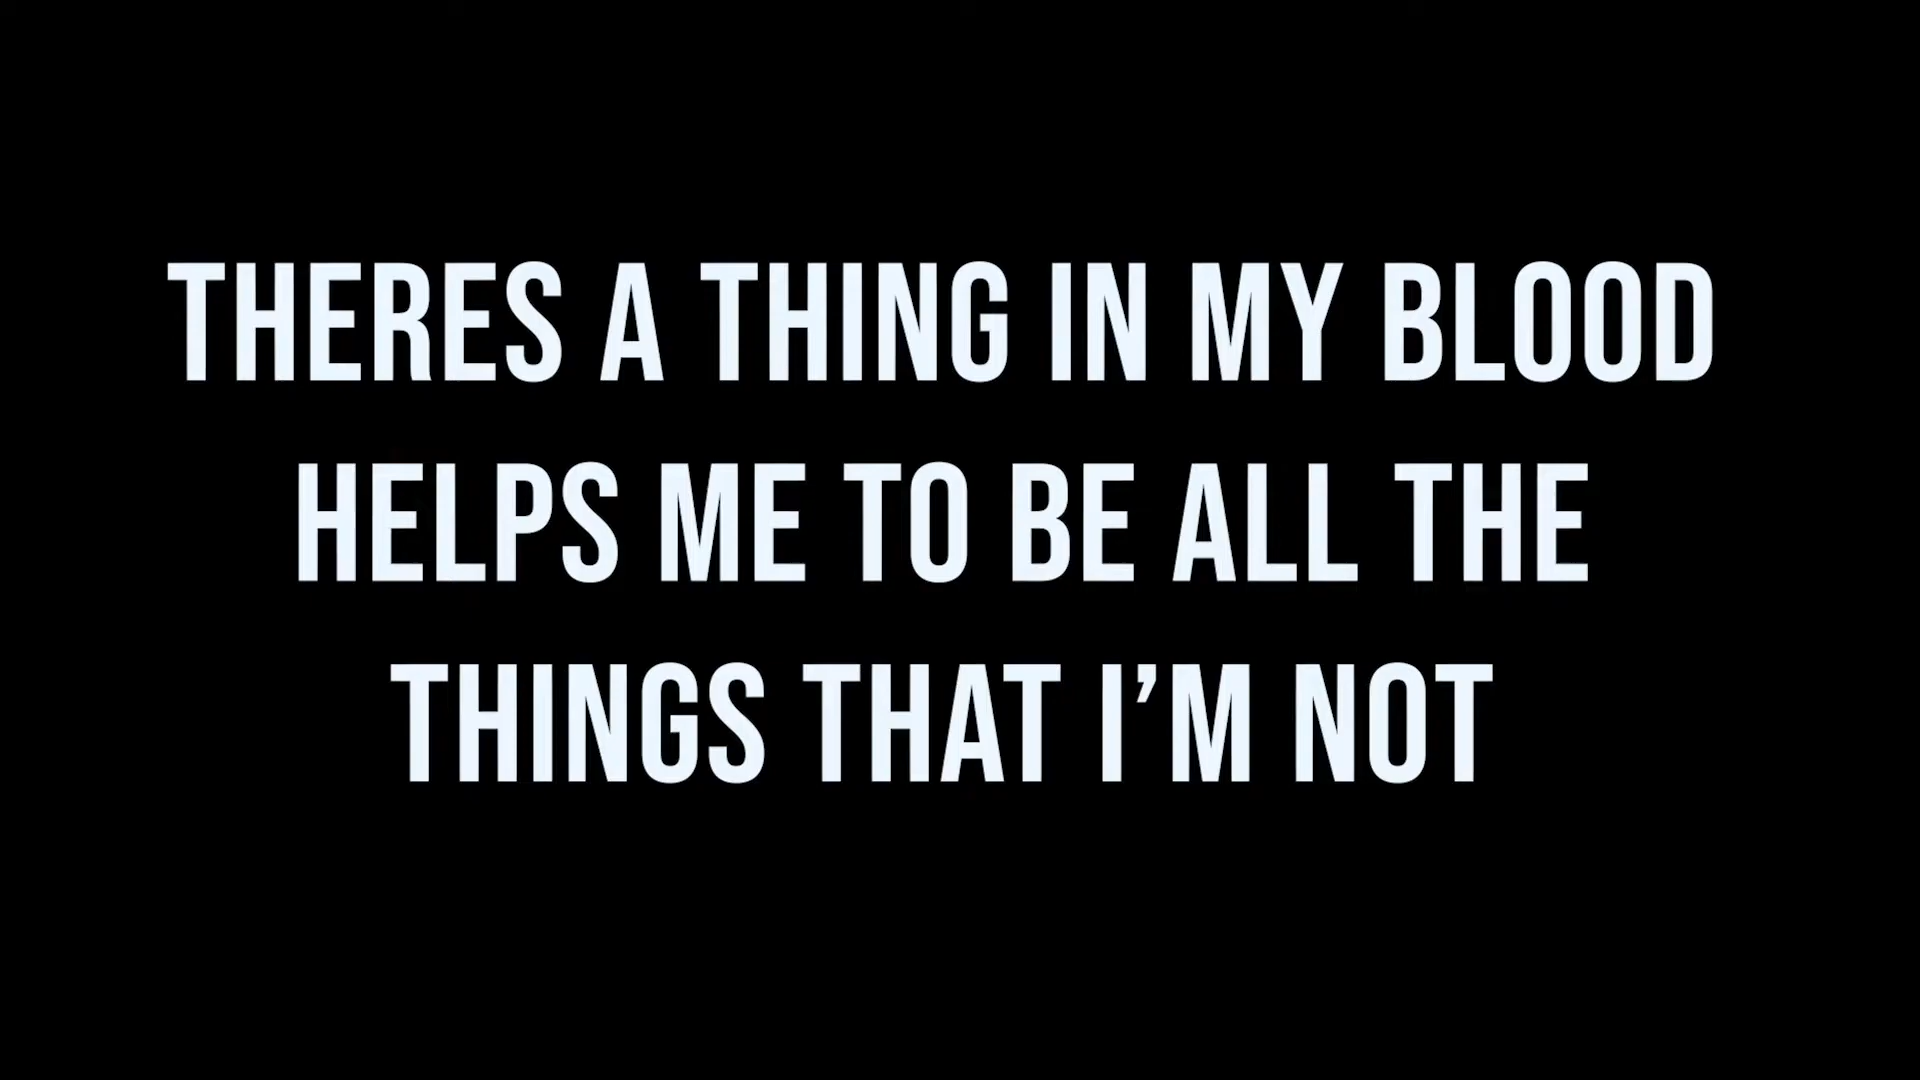 THERES A THING IN MY BLOOD
HELPS ME TO BE ALL THE
THINGS THAT I’M NOT